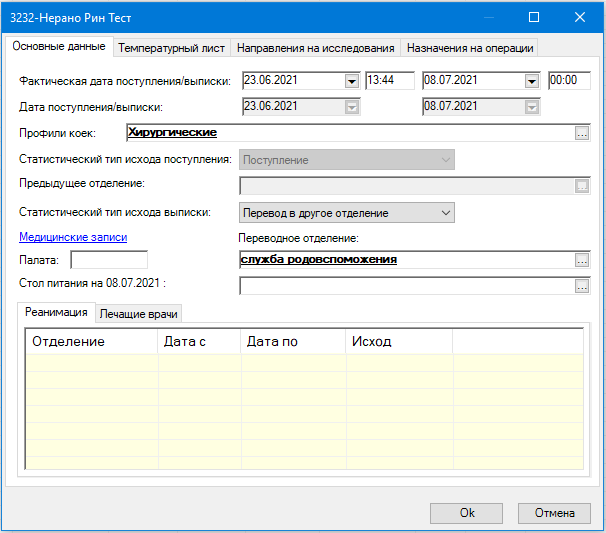 3232-Нерано Рин Тест
Основные данные Температурный лист Направления на исследования Назначения на операции
Фактическая дата поступления/выписки: 23.06.2021 13:44 08.07.2021 00:00
Дата поступления/выписки: 23.06.2021 08.07.2021
Профили коек: Хирургические ...
Статистический тип исхода поступления: Поступление
Предыдущее отделение: ...
Статистический тип исхода выписки: Перевод в другое отделение
Медицинские записи Переводное отделение:
Палата: служба родовспоможения ...
Стол питания на 08.07.2021 : ...
Реанимация Лечащие врачи
Отделение Дата с Дата по Исход
Ok Отмена